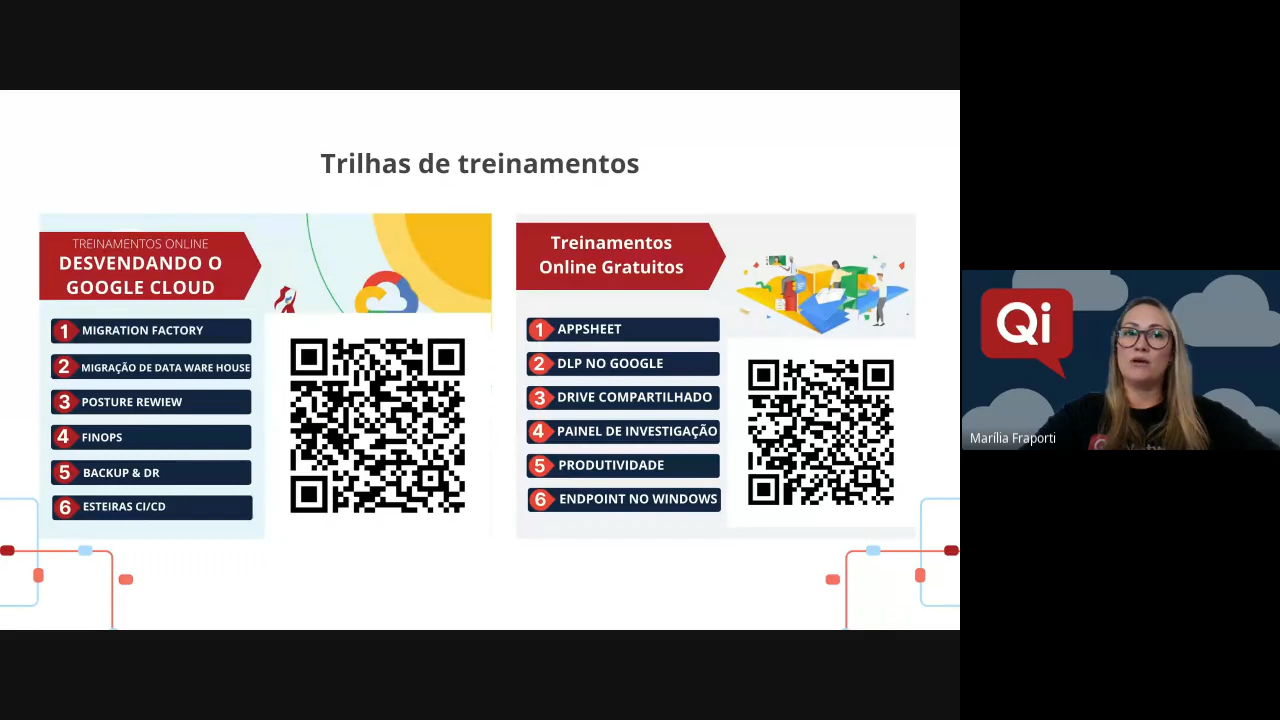 Trilhas de treinamentos
TREINAMENTOS ONLINE
DESVENDANDO O
GOOGLE CLOUD
1 MIGRATION FACTORY
2 MIGRAÇÃO DE DATA WARE HOUSE
3 POSTURE REWIEW
4 FINOPS
5 BACKUP & DR
6 ESTEIRAS CI/CD
Treinamentos
Online Gratuitos
1 APPSHEET
2 DLP NO GOOGLE
3 DRIVE COMPARTILHADO
4 PAINEL DE INVESTIGAÇÃO
5 PRODUTIVIDADE
6 ENDPOINT NO WINDOWS
Qi
Marília Fraporti